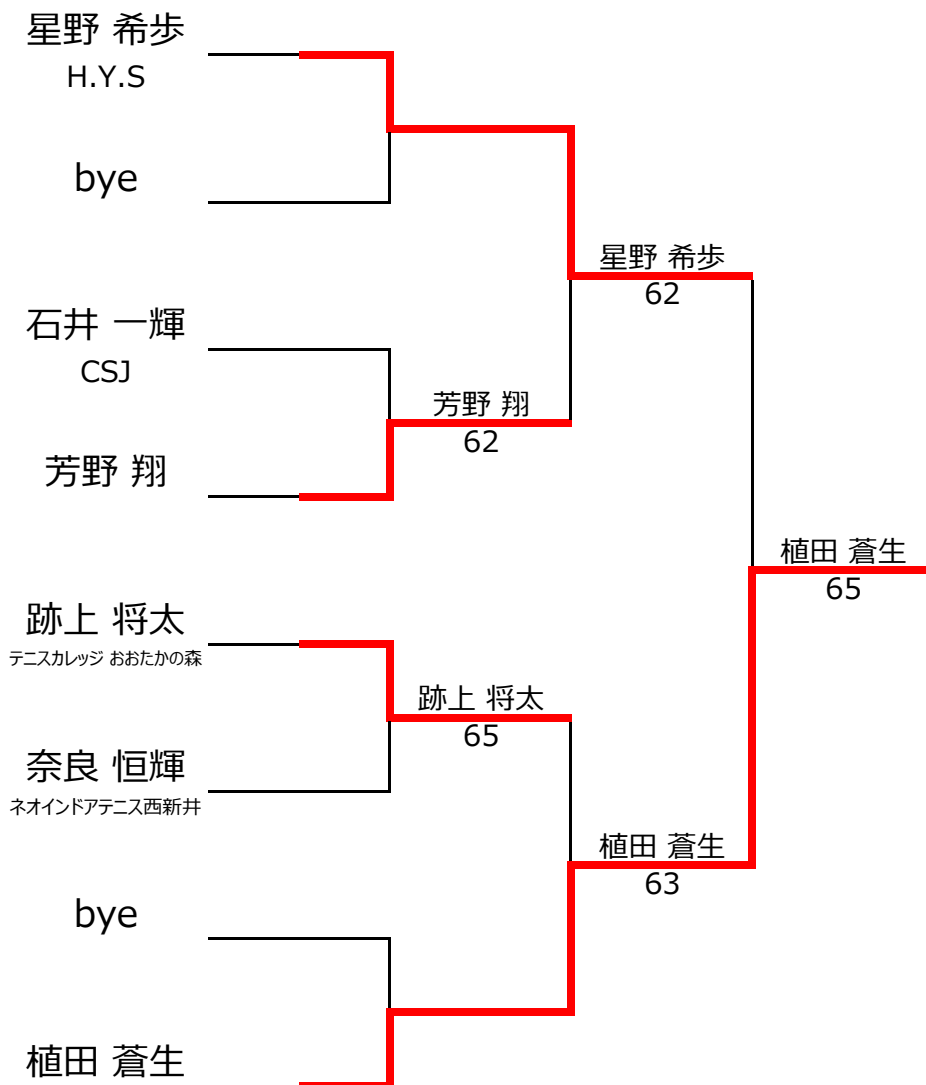 星野 希歩
H.Y.S
bye
星野 希歩
62
石井 一輝
CSJ
芳野 翔
62
芳野 翔
植田 蒼生
65
跡上 将太
テニスカレッジ おおたかの森
跡上 将太
65
奈良 恒輝
ネオインドアテニス西新井
植田 蒼生
63
bye
植田 蒼生